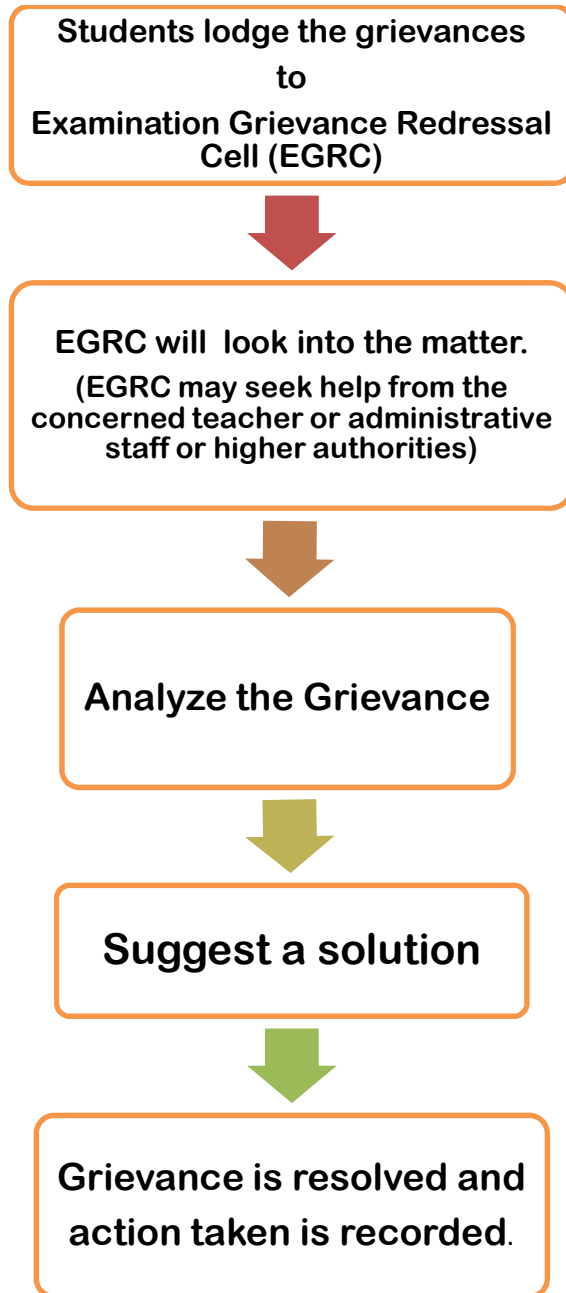 Students lodge the grievances
to
Examination Grievance Redressal
Cell (EGRC)
EGRC will look into the matter.
(EGRC may seek help from the
concerned teacher or administrative
staff or higher authorities)
Analyze the Grievance
Suggest a solution
Grievance is resolved and
action taken is recorded.